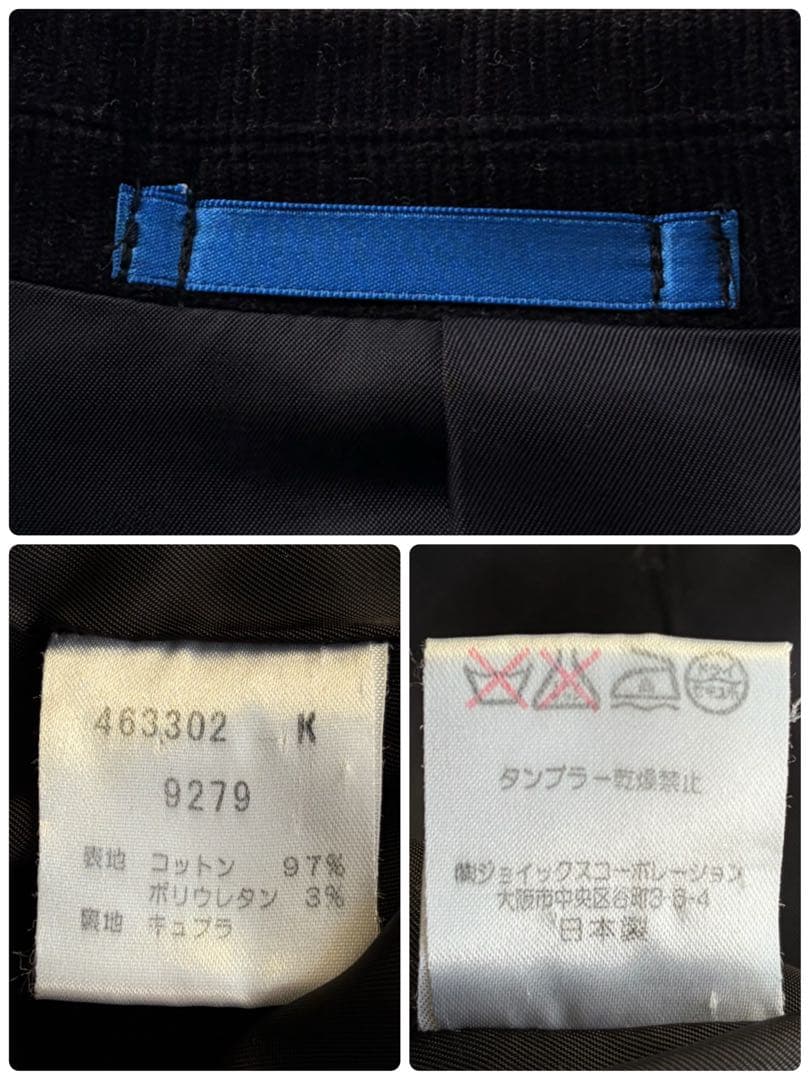 463302 K
9279
表地 コットン 97%
ポリウレタン 3%
裏地 キュプラ
ドライ
セキユ系
タンブラー乾燥禁止
㈱ジョイックスコーポレーション
大阪市中央区谷町3-6-4
日本製